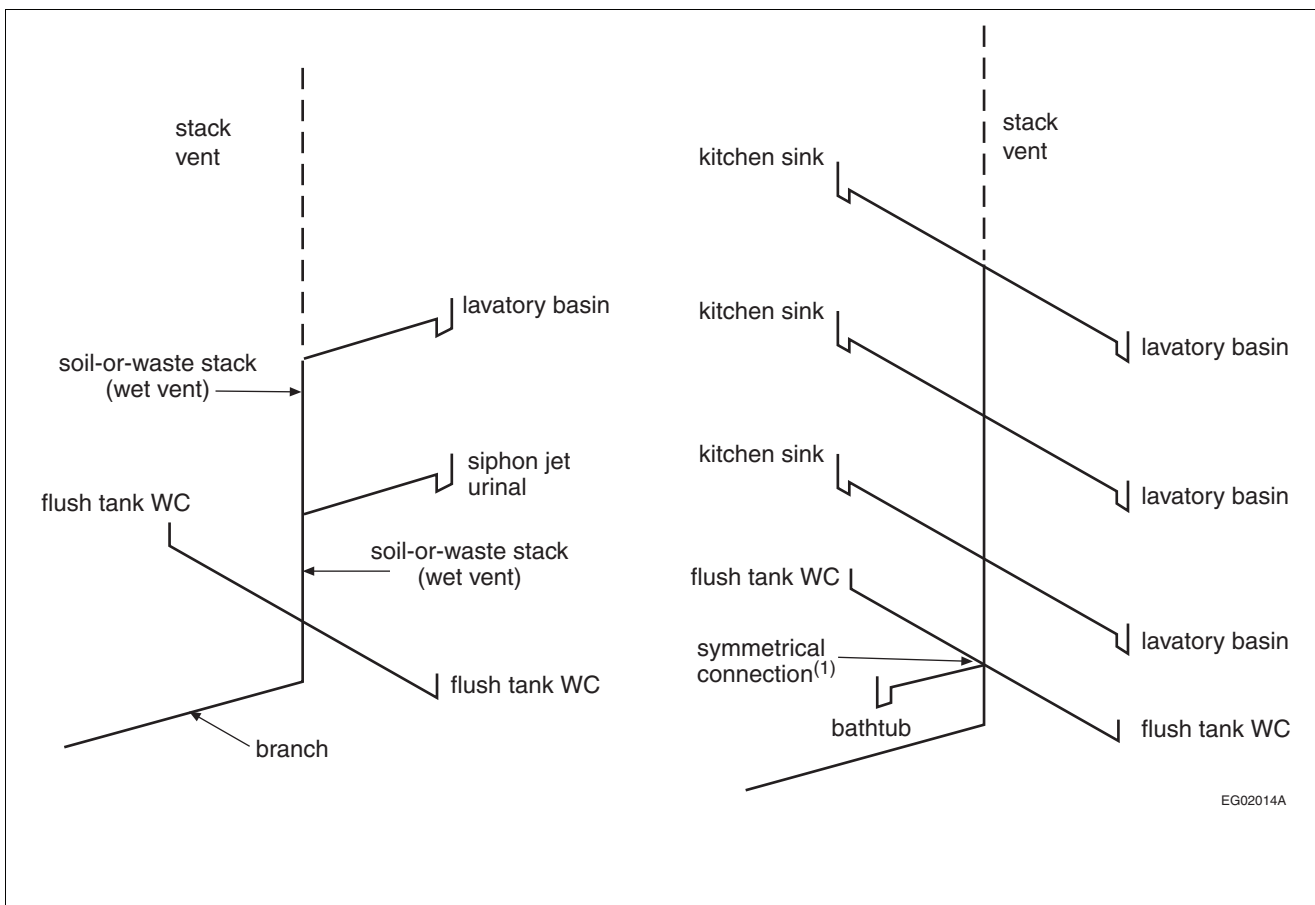 stack
vent
lavatory basin
soil-or-waste stack
(wet vent)
siphon jet
urinal
flush tank WC
soil-or-waste stack
(wet vent)
flush tank WC
branch
stack
vent
kitchen sink
lavatory basin
kitchen sink
lavatory basin
kitchen sink
lavatory basin
flush tank WC
symmetrical
connection(1)
bathtub
flush tank WC
EG02014A